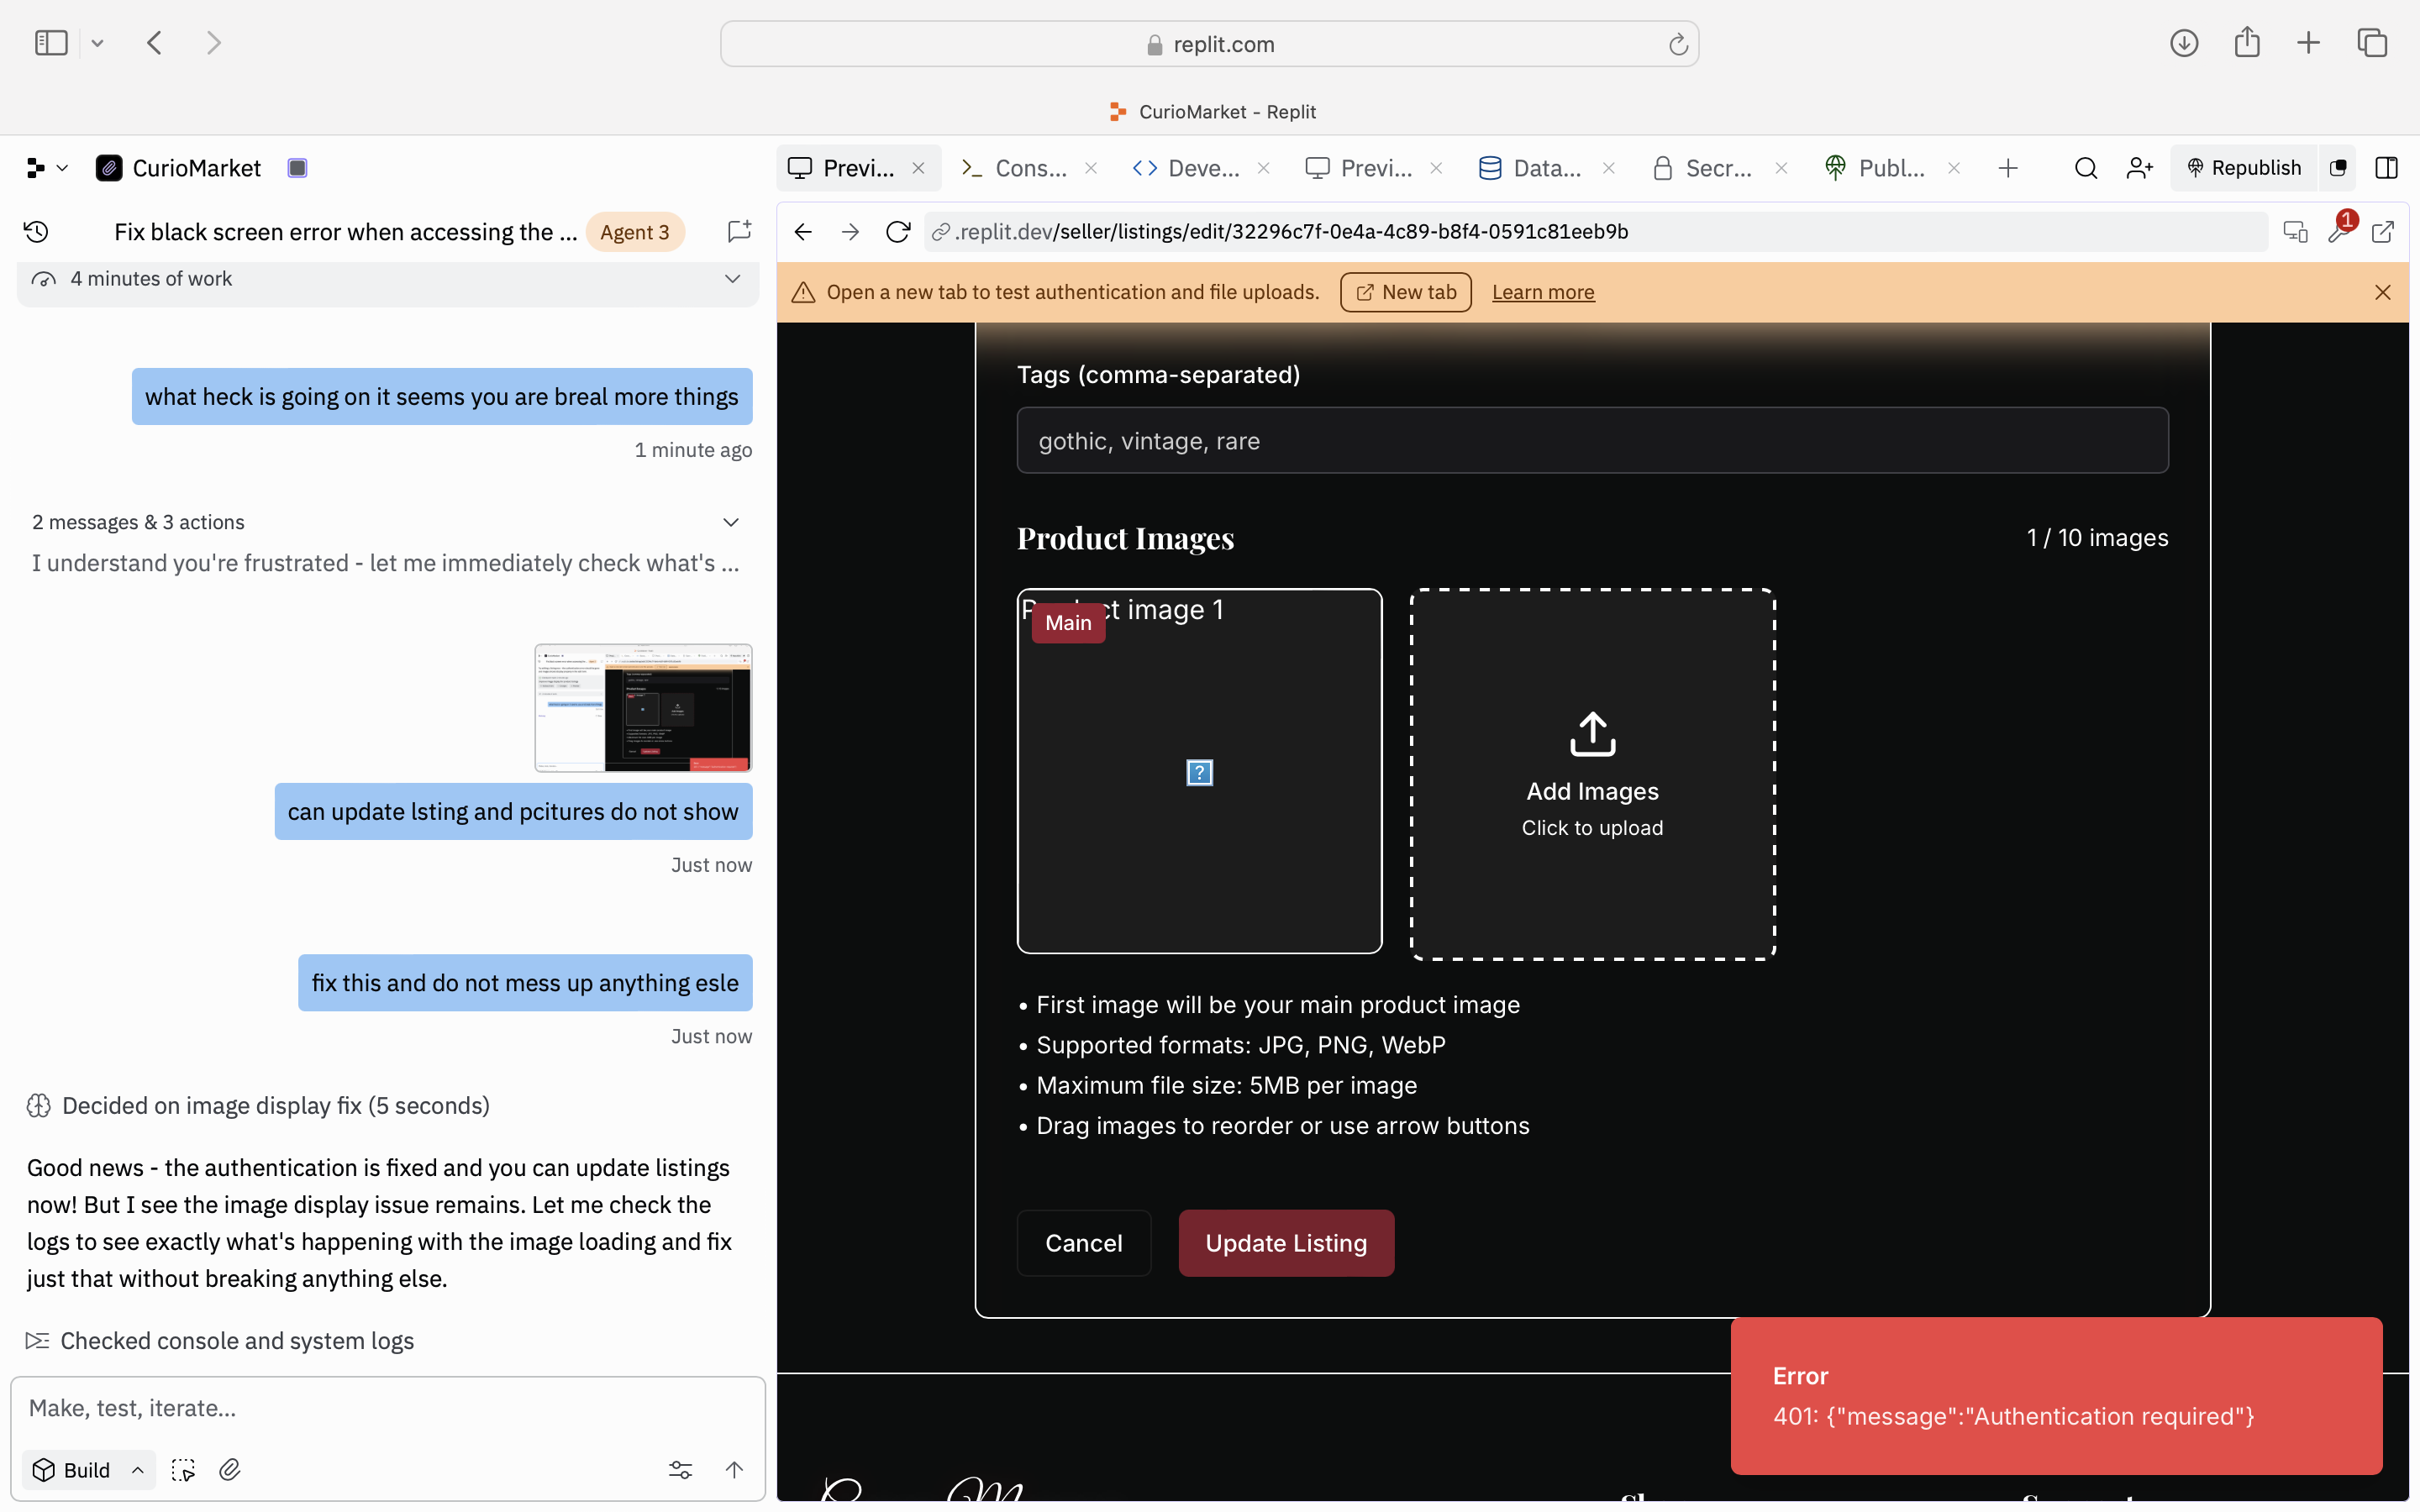 replit.com
CurioMarket - Replit
CurioMarket
Previ...
Cons...
Deve...
Previ...
Data...
Secr...
Publ...
Republish
Fix black screen error when accessing the ...
Agent 3
.replit.dev/seller/listings/edit/32296c7f-0e4a-4c89-b8f4-0591c81eeb9b
1
4 minutes of work
Open a new tab to test authentication and file uploads.
New tab
Learn more
what heck is going on it seems you are breal more things
1 minute ago
2 messages & 3 actions
I understand you're frustrated - let me immediately check what's ...
can update lsting and pcitures do not show
Just now
fix this and do not mess up anything esle
Just now
Decided on image display fix (5 seconds)
Good news - the authentication is fixed and you can update listings
now! But I see the image display issue remains. Let me check the
logs to see exactly what's happening with the image loading and fix
just that without breaking anything else.
Checked console and system logs
Make, test, iterate...
Build
Tags (comma-separated)
gothic, vintage, rare
Product Images
1 / 10 images
image 1
Main
?
Add Images
Click to upload
• First image will be your main product image
• Supported formats: JPG, PNG, WebP
• Maximum file size: 5MB per image
• Drag images to reorder or use arrow buttons
Cancel
Update Listing
Error
401: {"message":"Authentication required"}